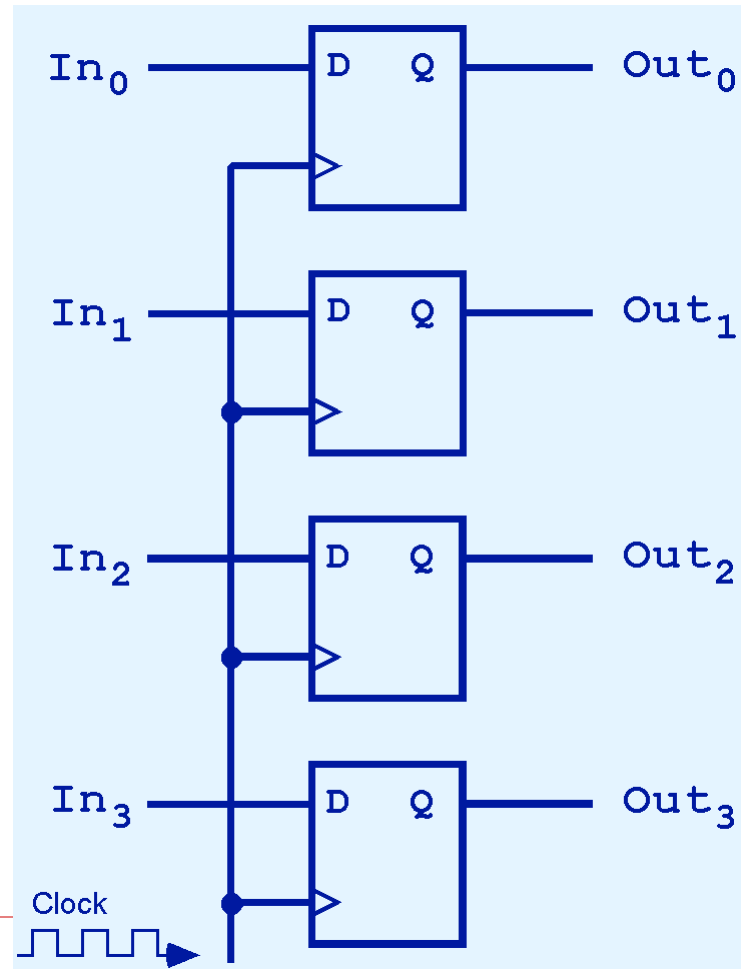 In₀ D Q Out₀
In₁ D Q Out₁
In₂ D Q Out₂
In₃ D Q Out₃
Clock